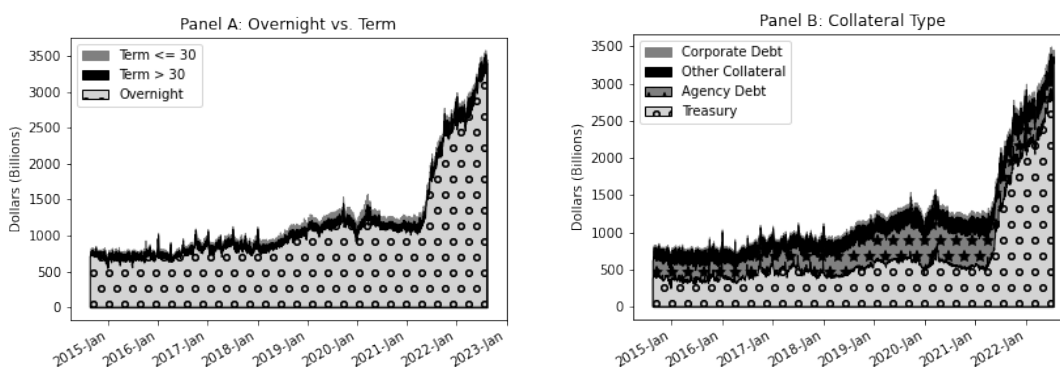 Panel A: Overnight vs. Term
Dollars (Billions)
3500
3000
2500
2000
1500
1000
500
0
Term <= 30
Term > 30
Overnight
2015-Jan
2016-Jan
2017-Jan
2018-Jan
2019-Jan
2020-Jan
2021-Jan
2022-Jan
2023-Jan
Panel B: Collateral Type
Dollars (Billions)
3500
3000
2500
2000
1500
1000
500
0
Corporate Debt
Other Collateral
Agency Debt
Treasury
2015-Jan
2016-Jan
2017-Jan
2018-Jan
2019-Jan
2020-Jan
2021-Jan
2022-Jan